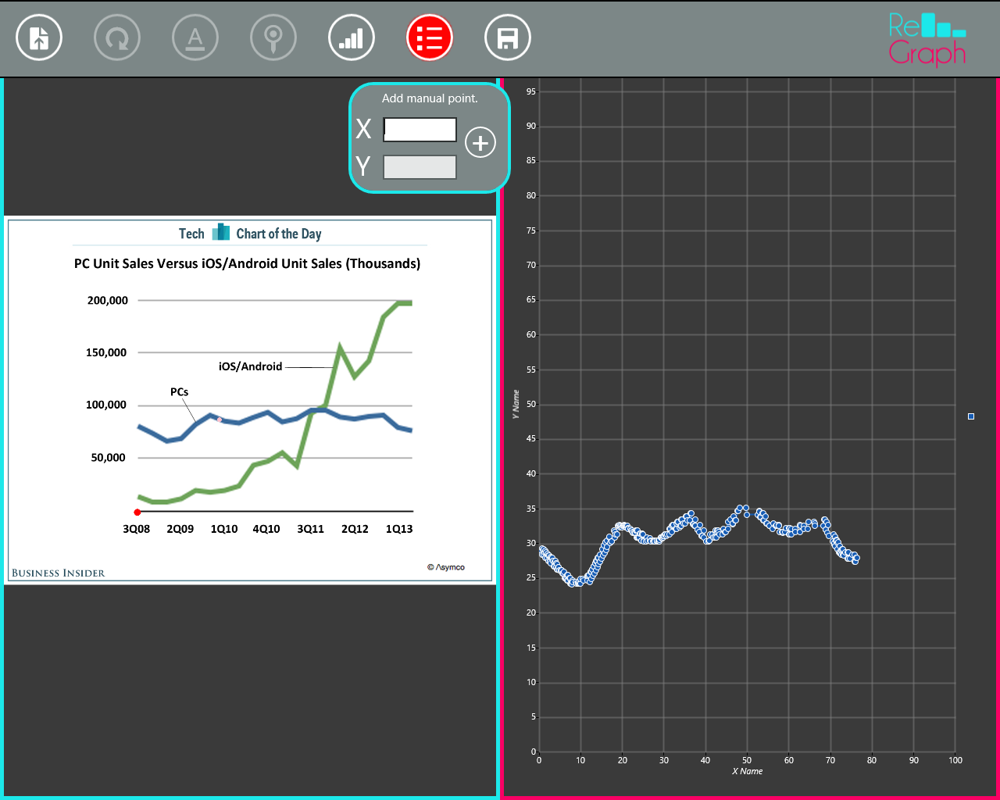 A
Re
Graph
Add manual point.
X
Y
Tech Chart of the Day
PC Unit Sales Versus iOS/Android Unit Sales (Thousands)
200,000
150,000
iOS/Android
PCs
100,000
50,000
3Q08 2Q09 1Q10 4Q10 3Q11 2Q12 1Q13
© Asymco
BUSINESS INSIDER
95
90
85
80
75
70
65
60
55
50
45
40
35
30
25
20
15
10
5
0
Y Name
0 10 20 30 40 50 60 70 80 90 100
X Name